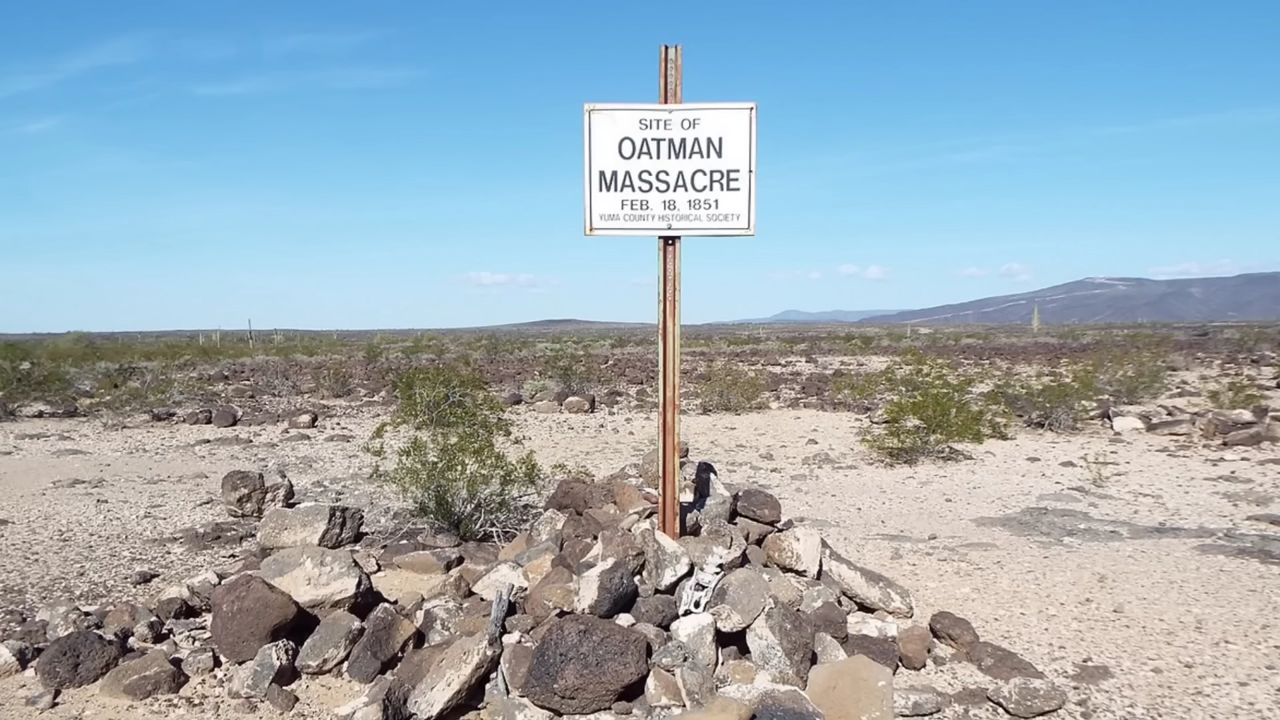 SITE OF
OATMAN
MASSACRE
FEB. 18, 1851
YUMA COUNTY HISTORICAL SOCIETY